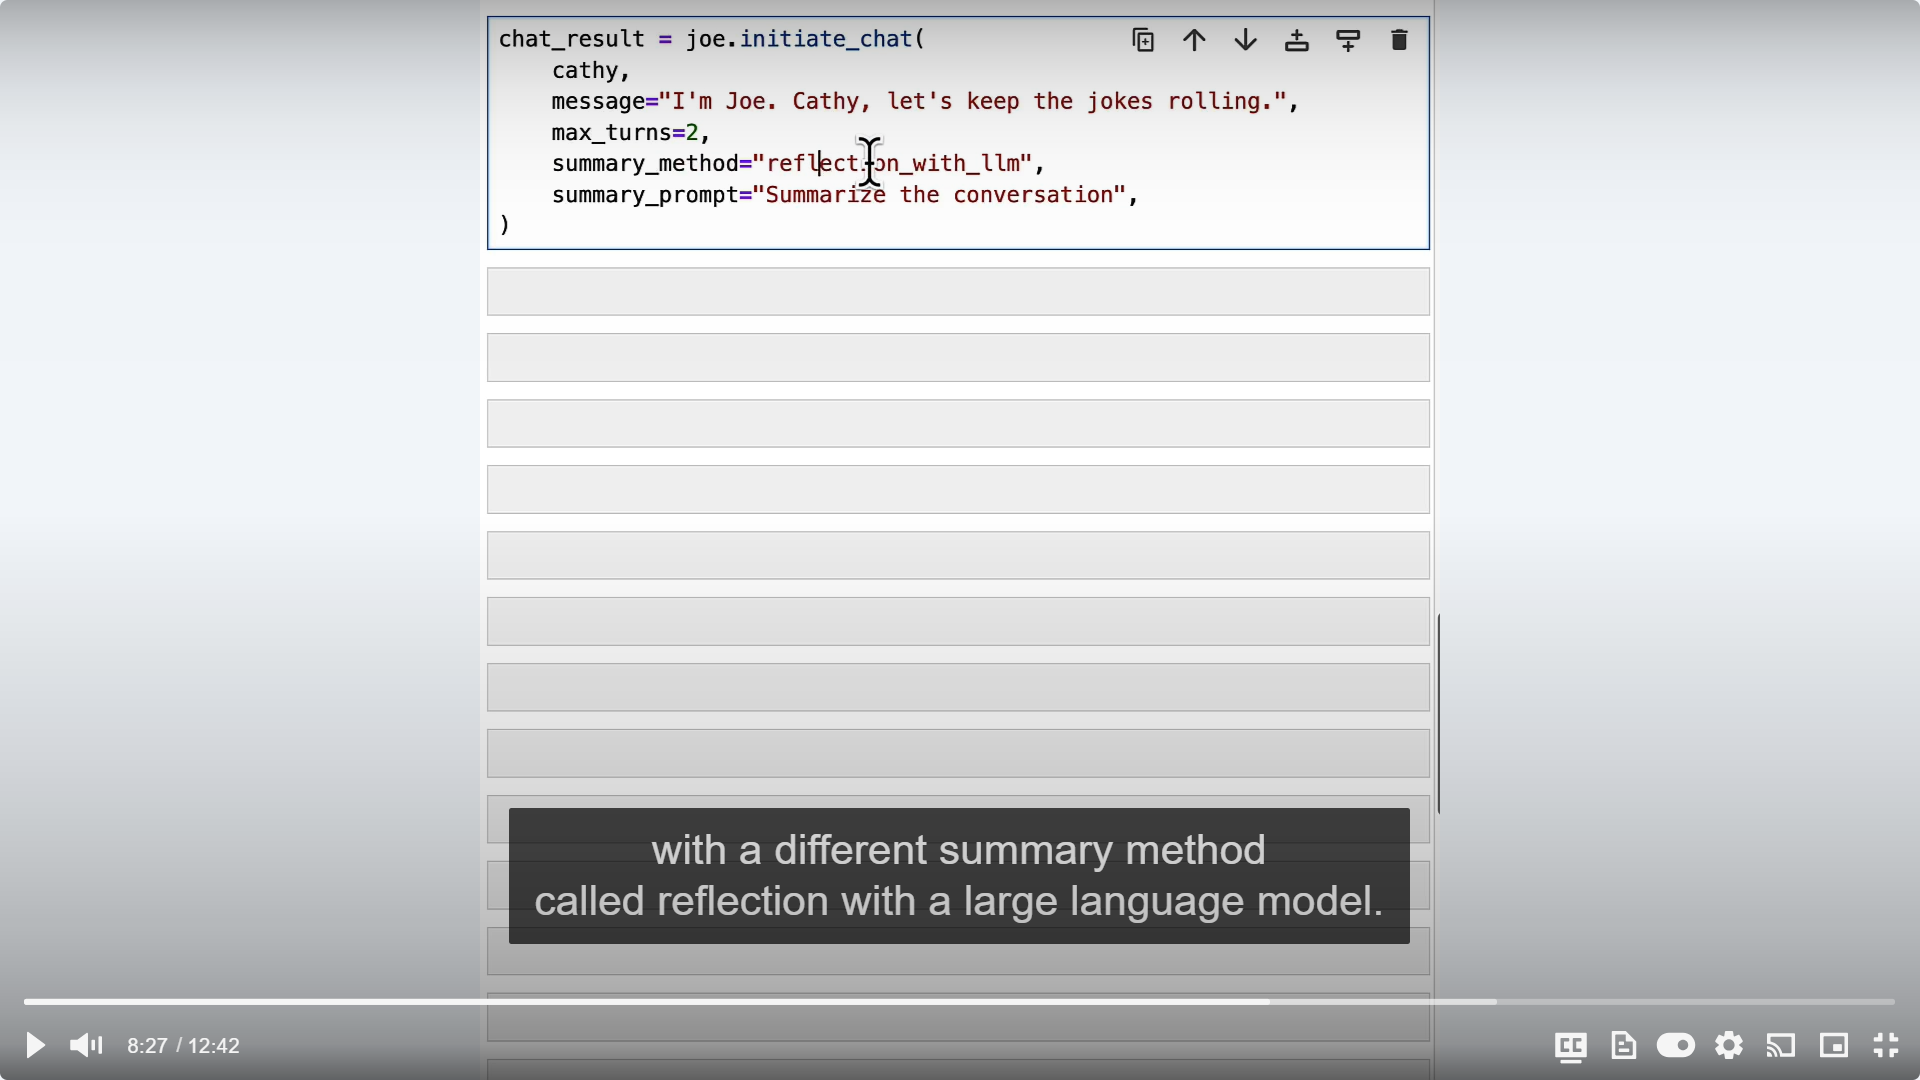 chat_result = joe.initiate_chat(
    cathy,
    message="I'm Joe. Cathy, let's keep the jokes rolling.",
    max_turns=2,
    summary_method="reflection_with_llm",
    summary_prompt="Summarize the conversation",
)
with a different summary method
called reflection with a large language model.
8:27 / 12:42
CC